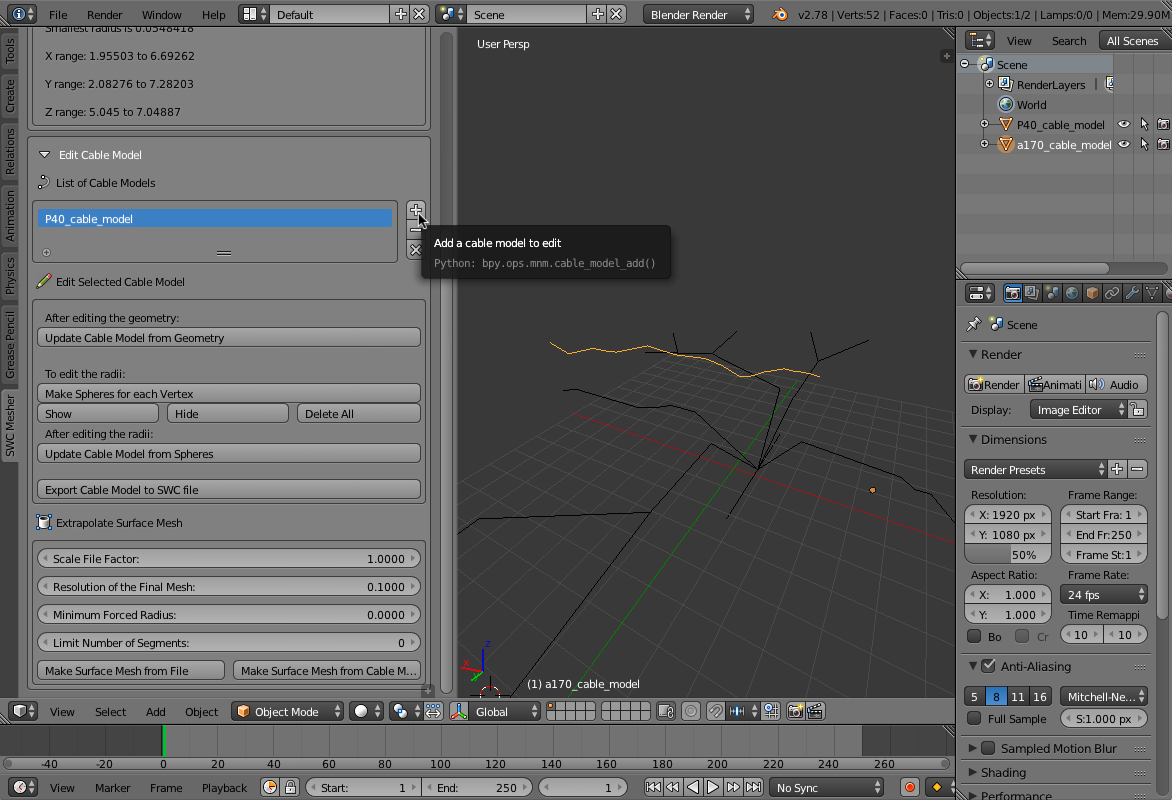 File Render Window Help Default Scene Blender Render v2.78 | Verts:52 | Faces:0 | Tris:0 | Objects:1/2 | Lamps:0/0 | Mem:29.90M
Tools
Create
Relations
Animation
Physics
Grease Pencil
SWC Mesher
Smallest radius is 0.0548418
X range: 1.95503 to 6.69262
Y range: 2.08276 to 7.28203
Z range: 5.045 to 7.04887
Edit Cable Model
List of Cable Models
P40_cable_model
Edit Selected Cable Model
After editing the geometry:
Update Cable Model from Geometry
To edit the radii:
Make Spheres for each Vertex
Show Hide Delete All
After editing the radii:
Update Cable Model from Spheres
Export Cable Model to SWC file
Extrapolate Surface Mesh
Scale File Factor: 1.0000
Resolution of the Final Mesh: 0.1000
Minimum Forced Radius: 0.0000
Limit Number of Segments: 0
Make Surface Mesh from File Make Surface Mesh from Cable M...
User Persp
Add a cable model to edit
Python: bpy.ops.mnm.cable_model_add()
z
x
(1) a170_cable_model
View Select Add Object Object Mode Global
-40 -20 0 20 40 60 80 100 120 140 160 180 200 220 240 260
View Marker Frame Playback Start: 1 End: 250 1 No Sync
View Search All Scenes
Scene
RenderLayers |
World
P40_cable_model
a170_cable_model
Scene
Render
Render Animati Audio
Display: Image Editor
Dimensions
Render Presets
Resolution: Frame Range:
X: 1920 px Start Fra: 1
Y: 1080 px End Fr:250
50% Frame St:1
Aspect Ratio: Frame Rate:
X: 1.000 24 fps
Y: 1.000 Time Remappi
Bo Cr 10 10
Anti-Aliasing
5 8 11 16 Mitchell-Ne...
Full Sample S:1.000 px
Sampled Motion Blur
Shading
Performance